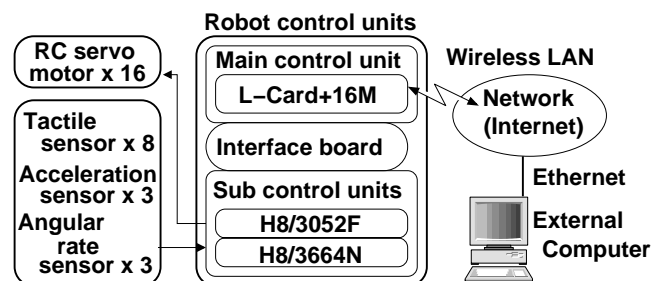 Robot control units
RC servo
motor x 16
Main control unit
L−Card+16M
Wireless LAN
Network
(Internet)
Tactile
sensor x 8
Acceleration
sensor x 3
Angular
rate
sensor x 3
Interface board
Sub control units
H8/3052F
H8/3664N
Ethernet
External
Computer